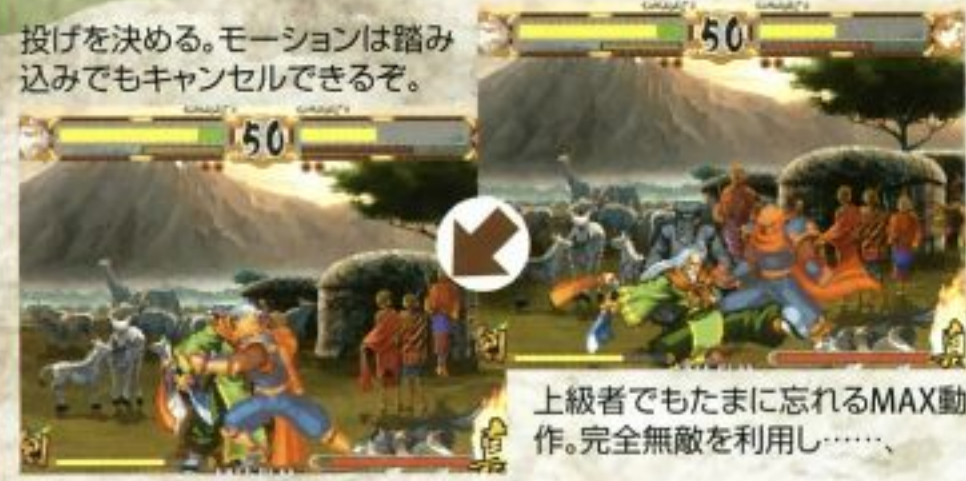 50
上級者でもたまに忘れるMAX動
作。完全無敵を利用し……、
投げを決める。モーションは踏み
込みでもキャンセルできるぞ。
50